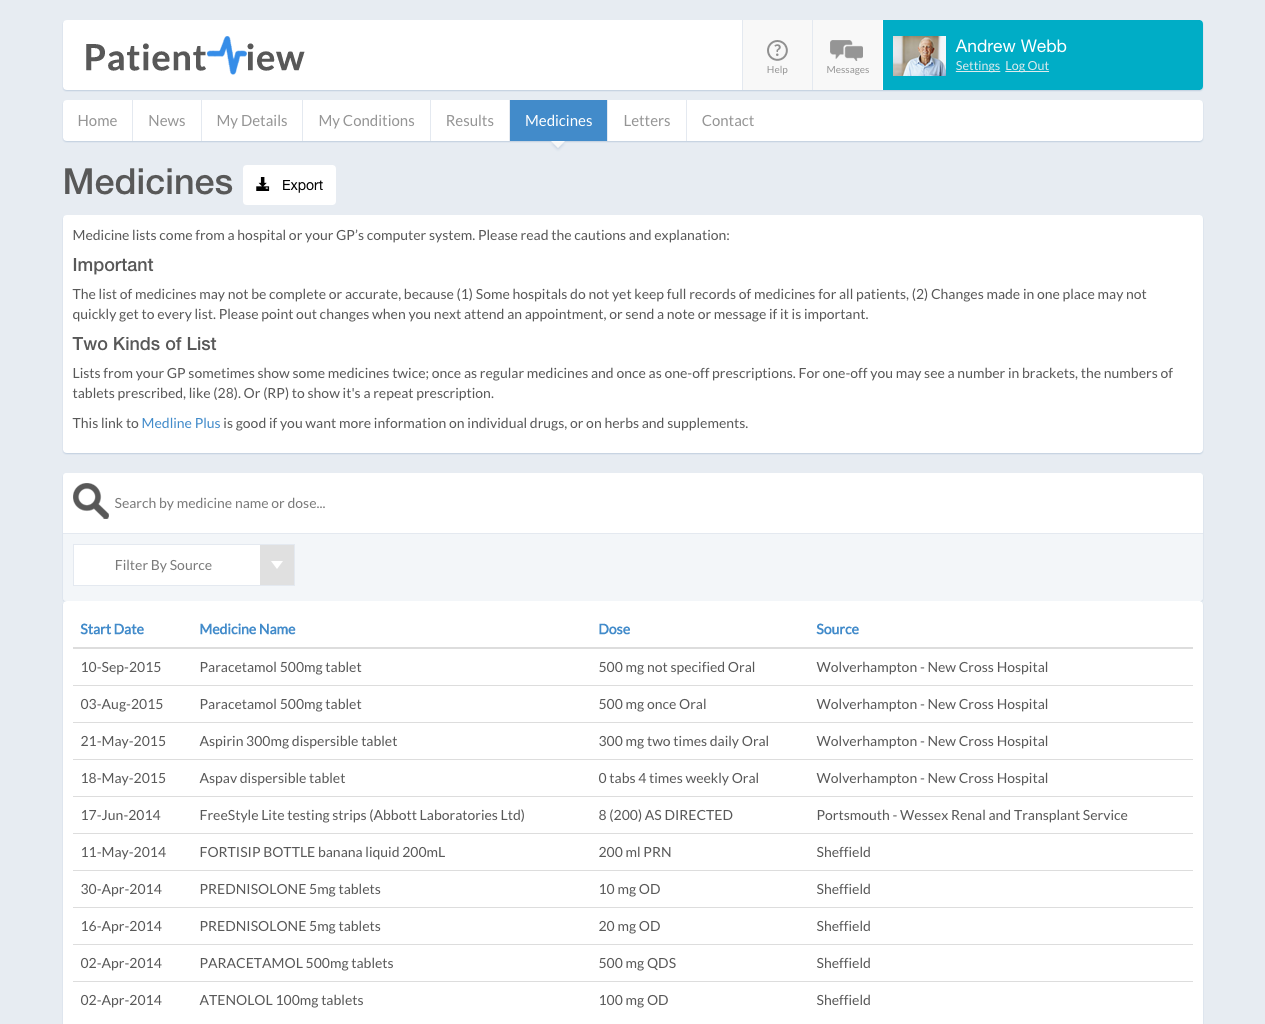 PatientView
Help
Messages
Andrew Webb
Settings Log Out
Home News My Details My Conditions Results Medicines Letters Contact
Medicines
Export
Medicine lists come from a hospital or your GP's computer system. Please read the cautions and explanation:
Important
The list of medicines may not be complete or accurate, because (1) Some hospitals do not yet keep full records of medicines for all patients, (2) Changes made in one place may not
quickly get to every list. Please point out changes when you next attend an appointment, or send a note or message if it is important.
Two Kinds of List
Lists from your GP sometimes show some medicines twice; once as regular medicines and once as one-off prescriptions. For one-off you may see a number in brackets, the numbers of
tablets prescribed, like (28). Or (RP) to show it's a repeat prescription.
This link to Medline Plus is good if you want more information on individual drugs, or on herbs and supplements.
Search by medicine name or dose...
Filter By Source
Start Date Medicine Name Dose Source
10-Sep-2015 Paracetamol 500mg tablet 500 mg not specified Oral Wolverhampton - New Cross Hospital
03-Aug-2015 Paracetamol 500mg tablet 500 mg once Oral Wolverhampton - New Cross Hospital
21-May-2015 Aspirin 300mg dispersible tablet 300 mg two times daily Oral Wolverhampton - New Cross Hospital
18-May-2015 Aspav dispersible tablet 0 tabs 4 times weekly Oral Wolverhampton - New Cross Hospital
17-Jun-2014 FreeStyle Lite testing strips (Abbott Laboratories Ltd) 8 (200) AS DIRECTED Portsmouth - Wessex Renal and Transplant Service
11-May-2014 FORTISIP BOTTLE banana liquid 200mL 200 ml PRN Sheffield
30-Apr-2014 PREDNISOLONE 5mg tablets 10 mg OD Sheffield
16-Apr-2014 PREDNISOLONE 5mg tablets 20 mg OD Sheffield
02-Apr-2014 PARACETAMOL 500mg tablets 500 mg QDS Sheffield
02-Apr-2014 ATENOLOL 100mg tablets 100 mg OD Sheffield